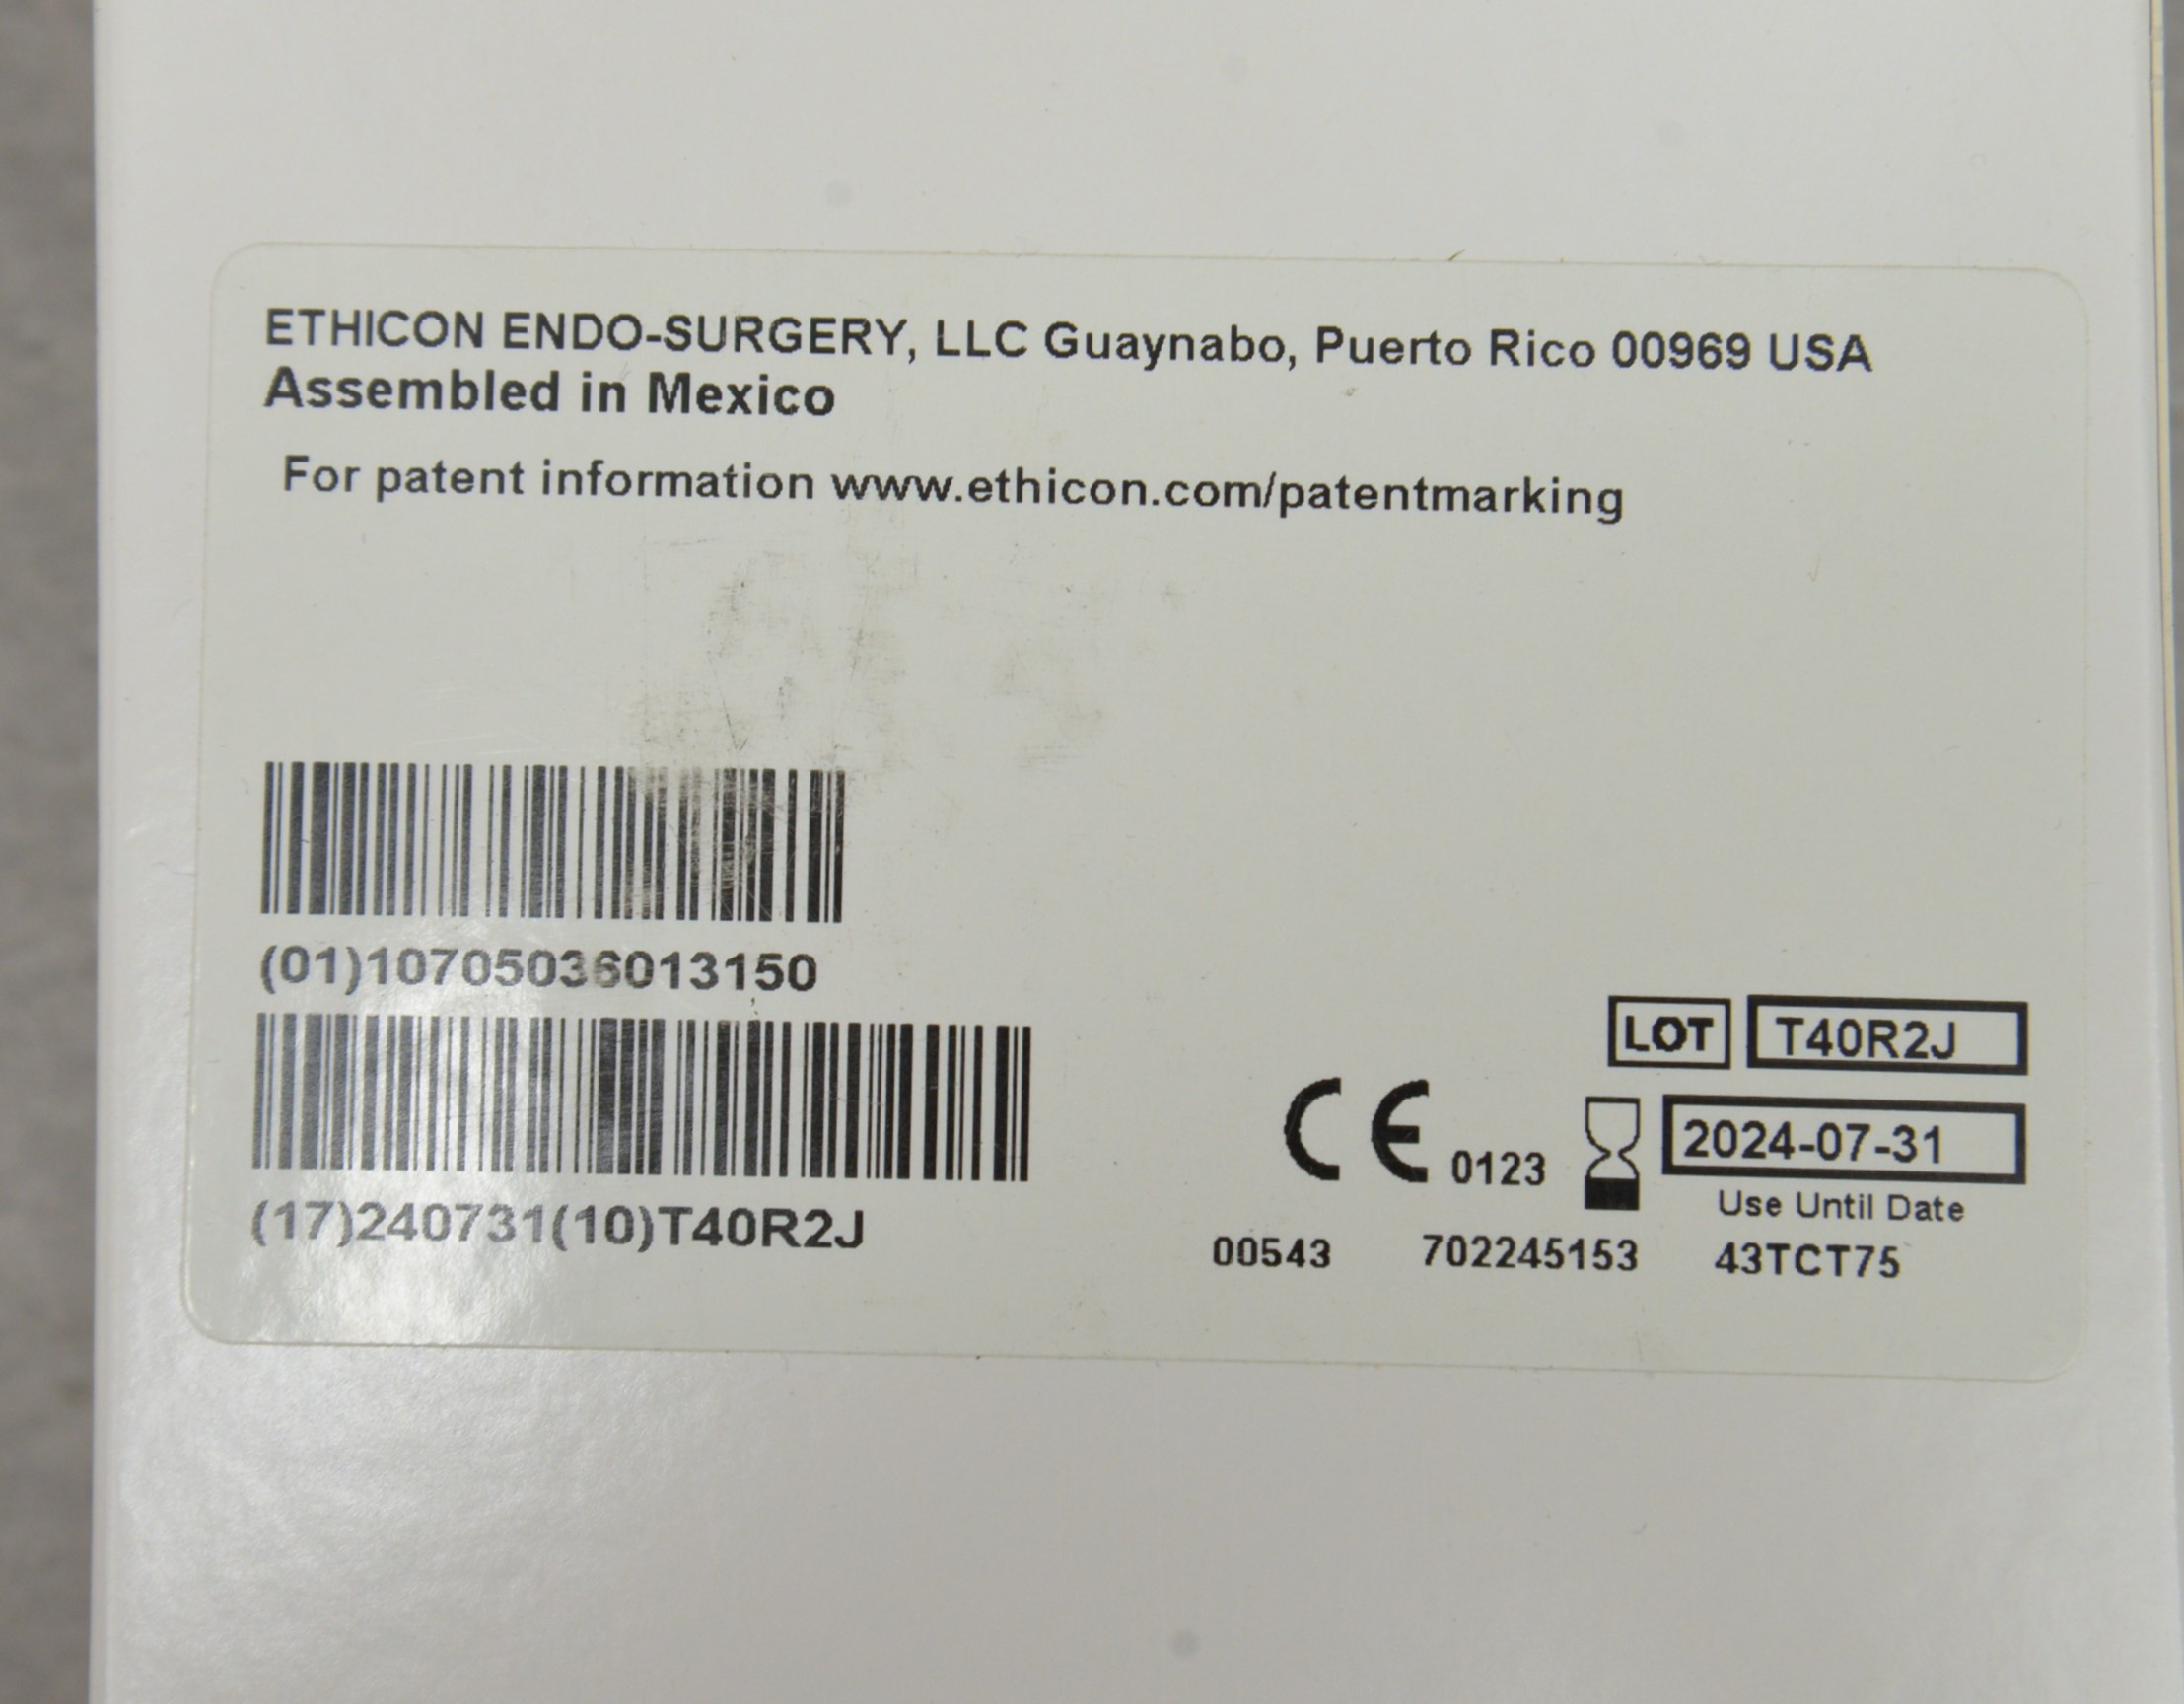 ETHICON ENDO-SURGERY, LLC Guaynabo, Puerto Rico 00969 USA
Assembled in Mexico
For patent information www.ethicon.com/patentmarking
(01)10705036013150
(17)240731(10)T40R2J
LOT T40R2J
CE 0123 2024-07-31
Use Until Date
00543 702245153 43TCT75